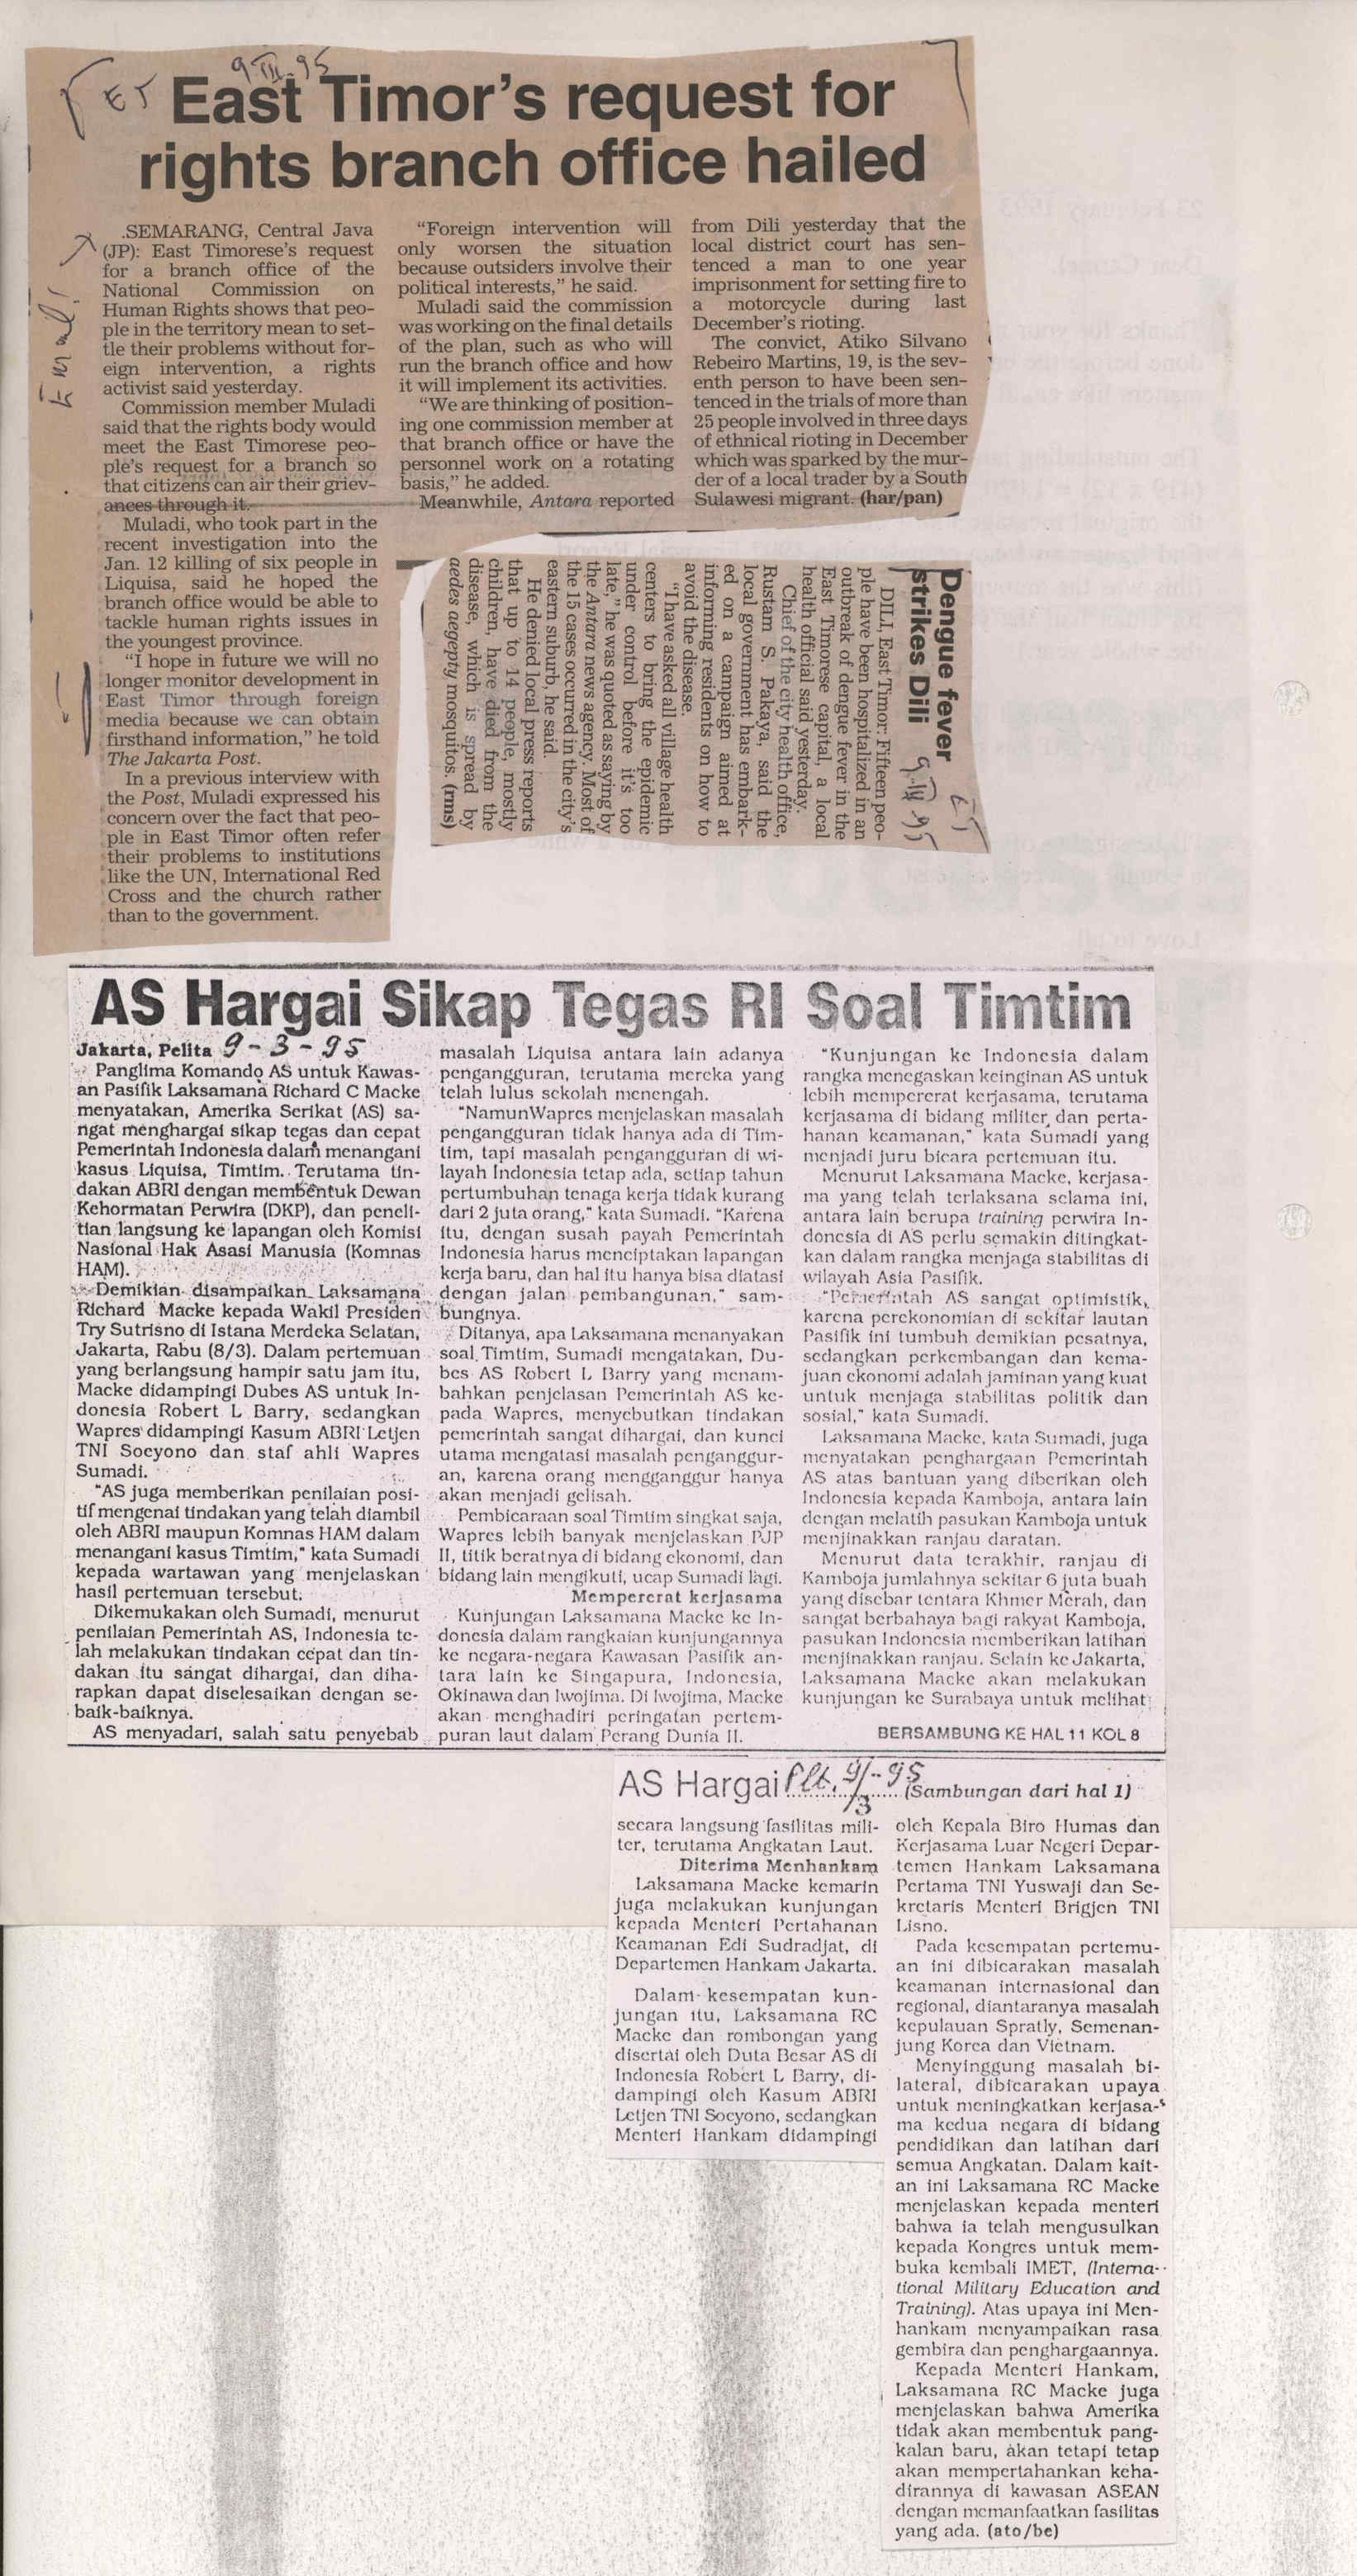 ET 9.III.95
East Timor's request for
rights branch office hailed
Email!
.SEMARANG, Central Java
(JP): East Timorese's request
for a branch office of the
National Commission on
Human Rights shows that peo-
ple in the territory mean to set-
tle their problems without for-
eign intervention, a rights
activist said yesterday.
Commission member Muladi
said that the rights body would
meet the East Timorese peo-
ple's request for a branch so
that citizens can air their griev-
ances through it.
Muladi, who took part in the
recent investigation into the
Jan. 12 killing of six people in
Liquisa, said he hoped the
branch office would be able to
tackle human rights issues in
the youngest province.
"I hope in future we will no
longer monitor development in
East Timor through foreign
media because we can obtain
firsthand information," he told
The Jakarta Post.
In a previous interview with
the Post, Muladi expressed his
concern over the fact that peo-
ple in East Timor often refer
their problems to institutions
like the UN, International Red
Cross and the church rather
than to the government.
"Foreign intervention will
only worsen the situation
because outsiders involve their
political interests," he said.
Muladi said the commission
was working on the final details
of the plan, such as who will
run the branch office and how
it will implement its activities.
"We are thinking of position-
ing one commission member at
that branch office or have the
personnel work on a rotating
basis," he added.
Meanwhile, Antara reported
from Dili yesterday that the
local district court has sen-
tenced a man to one year
imprisonment for setting fire to
a motorcycle during last
December's rioting.
The convict, Atiko Silvano
Rebeiro Martins, 19, is the sev-
enth person to have been sen-
tenced in the trials of more than
25 people involved in three days
of ethnical rioting in December
which was sparked by the mur-
der of a local trader by a South
Sulawesi migrant. (har/pan)
Dengue fever
strikes Dili
ET
9.III.95
DILI, East Timor: Fifteen peo-
ple have been hospitalized in an
outbreak of dengue fever in the
East Timorese capital, a local
health official said yesterday.
Chief of the city health office,
Rustam S. Pakaya, said the
local government has embark-
ed on a campaign aimed at
informing residents on how to
avoid the disease.
"I have asked all village health
centers to bring the epidemic
under control before it's too
late," he was quoted as saying by
the Antara news agency. Most of
the 15 cases occurred in the city's
eastern suburb, he said.
He denied local press reports
that up to 14 people, mostly
children, have died from the
disease, which is spread by
aedes aegepty mosquitos. (rms)
AS Hargai Sikap Tegas RI Soal Timtim
Jakarta, Pelita 9-3-95
Panglima Komando AS untuk Kawas-
an Pasifik Laksamana Richard C Macke
menyatakan, Amerika Serikat (AS) sa-
ngat menghargai sikap tegas dan cepat
Pemerintah Indonesia dalam menangani
kasus Liquisa, Timtim. Terutama tin-
dakan ABRI dengan membentuk Dewan
Kehormatan Perwira (DKP), dan peneli-
tian langsung ke lapangan oleh Komisi
Nasional Hak Asasi Manusia (Komnas
HAM).
Demikian disampaikan Laksamana
Richard Macke kepada Wakil Presiden
Try Sutrisno di Istana Merdeka Selatan,
Jakarta, Rabu (8/3). Dalam pertemuan
yang berlangsung hampir satu jam itu,
Macke didampingi Dubes AS untuk In-
donesia Robert L Barry, sedangkan
Wapres didampingi Kasum ABRI Letjen
TNI Soeyono dan staf ahli Wapres
Sumadi.
"AS juga memberikan penilaian posi-
tif mengenai tindakan yang telah diambil
oleh ABRI maupun Komnas HAM dalam
menangani kasus Timtim," kata Sumadi
kepada wartawan yang menjelaskan
hasil pertemuan tersebut.
Dikemukakan oleh Sumadi, menurut
penilaian Pemerintah AS, Indonesia te-
lah melakukan tindakan cepat dan tin-
dakan itu sangat dihargai, dan diha-
rapkan dapat diselesaikan dengan se-
baik-baiknya.
AS menyadari, salah satu penyebab
masalah Liquisa antara lain adanya
pengangguran, terutama mereka yang
telah lulus sekolah menengah.
"NamunWapres menjelaskan masalah
pengangguran tidak hanya ada di Tim-
tim, tapi masalah pengangguran di wi-
layah Indonesia tetap ada, setiap tahun
pertumbuhan tenaga kerja tidak kurang
dari 2 juta orang," kata Sumadi. "Karena
itu, dengan susah payah Pemerintah
Indonesia harus menciptakan lapangan
kerja baru, dan hal itu hanya bisa diatasi
dengan jalan pembangunan," sam-
bungnya.
Ditanya, apa Laksamana menanyakan
soal Timtim, Sumadi mengatakan, Du-
bes AS Robert L Barry yang menam-
bahkan penjelasan Pemerintah AS ke-
pada Wapres, menyebutkan tindakan
pemerintah sangat dihargai, dan kunci
utama mengatasi masalah penganggur-
an, karena orang mengganggur hanya
akan menjadi gelisah.
Pembicaraan soal Timtim singkat saja,
Wapres lebih banyak menjelaskan PJP
II, titik beratnya di bidang ekonomi, dan
bidang lain mengikuti, ucap Sumadi lagi.
Mempererat kerjasama
Kunjungan Laksamana Macke ke In-
donesia dalam rangkaian kunjungannya
ke negara-negara Kawasan Pasifik an-
tara lain ke Singapura, Indonesia,
Okinawa dan Iwojima. Di Iwojima, Macke
akan menghadiri peringatan pertem-
puran laut dalam Perang Dunia II.
"Kunjungan ke Indonesia dalam
rangka menegaskan keinginan AS untuk
lebih mempererat kerjasama, terutama
kerjasama di bidang militer dan perta-
hanan keamanan," kata Sumadi yang
menjadi juru bicara pertemuan itu.
Menurut Laksamana Macke, kerjasa-
ma yang telah terlaksana selama ini,
antara lain berupa training perwira In-
donesia di AS perlu semakin ditingkat-
kan dalam rangka menjaga stabilitas di
wilayah Asia Pasifik.
"Pemerintah AS sangat optimistik,
karena perekonomian di sekitar lautan
Pasifik ini tumbuh demikian pesatnya,
sedangkan perkembangan dan kema-
juan ekonomi adalah jaminan yang kuat
untuk menjaga stabilitas politik dan
sosial," kata Sumadi.
Laksamana Macke, kata Sumadi, juga
menyatakan penghargaan Pemerintah
AS atas bantuan yang diberikan oleh
Indonesia kepada Kamboja, antara lain
dengan melatih pasukan Kamboja untuk
menjinakkan ranjau daratan.
Menurut data terakhir, ranjau di
Kamboja jumlahnya sekitar 6 juta buah
yang disebar tentara Khmer Merah, dan
sangat berbahaya bagi rakyat Kamboja,
pasukan Indonesia memberikan latihan
menjinakkan ranjau. Selain ke Jakarta,
Laksamana Macke akan melakukan
kunjungan ke Surabaya untuk melihat
BERSAMBUNG KE HAL 11 KOL 8
AS Hargai Plt, 9/3-95 (Sambungan dari hal 1)
secara langsung fasilitas mili-
ter, terutama Angkatan Laut.
Diterima Menhankam
Laksamana Macke kemarin
juga melakukan kunjungan
kepada Menteri Pertahanan
Keamanan Edi Sudradjat, di
Departemen Hankam Jakarta.
Dalam kesempatan kun-
jungan itu, Laksamana RC
Macke dan rombongan yang
disertai oleh Duta Besar AS di
Indonesia Robert L Barry, di-
dampingi oleh Kasum ABRI
Letjen TNI Soeyono, sedangkan
Menteri Hankam didampingi
oleh Kepala Biro Humas dan
Kerjasama Luar Negeri Depar-
temen Hankam Laksamana
Pertama TNI Yuswaji dan Se-
kretaris Menteri Brigjen TNI
Lisno.
Pada kesempatan pertemu-
an ini dibicarakan masalah
keamanan internasional dan
regional, diantaranya masalah
kepulauan Spratly, Semenan-
jung Korea dan Vietnam.
Menyinggung masalah bi-
lateral, dibicarakan upaya
untuk meningkatkan kerjasa-
ma kedua negara di bidang
pendidikan dan latihan dari
semua Angkatan. Dalam kait-
an ini Laksamana RC Macke
menjelaskan kepada menteri
bahwa ia telah mengusulkan
kepada Kongres untuk mem-
buka kembali IMET, (Interna-
tional Military Education and
Training). Atas upaya ini Men-
hankam menyampaikan rasa
gembira dan penghargaannya.
Kepada Menteri Hankam,
Laksamana RC Macke juga
menjelaskan bahwa Amerika
tidak akan membentuk pang-
kalan baru, akan tetapi tetap
akan mempertahankan keha-
dirannya di kawasan ASEAN
dengan memanfaatkan fasilitas
yang ada. (ato/be)